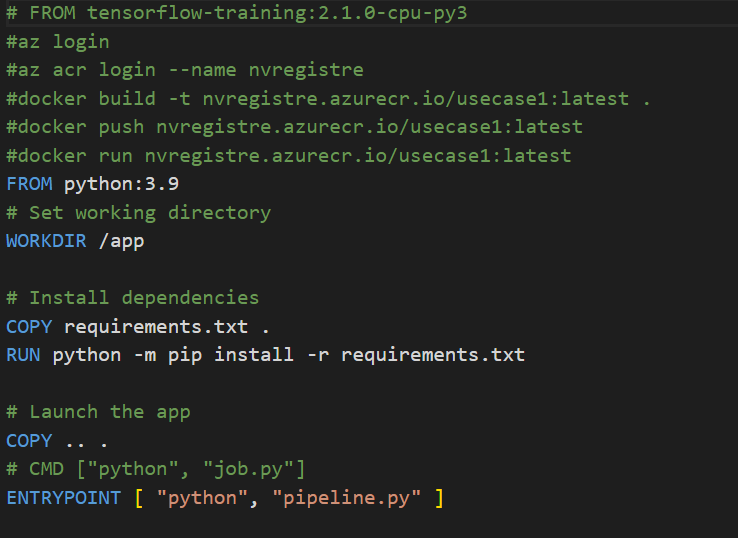 # FROM tensorflow-training:2.1.0-cpu-py3
#az login
#az acr login --name nvregistre
#docker build -t nvregistre.azurecr.io/usecase1:latest .
#docker push nvregistre.azurecr.io/usecase1:latest
#docker run nvregistre.azurecr.io/usecase1:latest
FROM python:3.9
# Set working directory
WORKDIR /app
# Install dependencies
COPY requirements.txt .
RUN python -m pip install -r requirements.txt
# Launch the app
COPY .. .
# CMD ["python", "job.py"]
ENTRYPOINT [ "python", "pipeline.py" ]